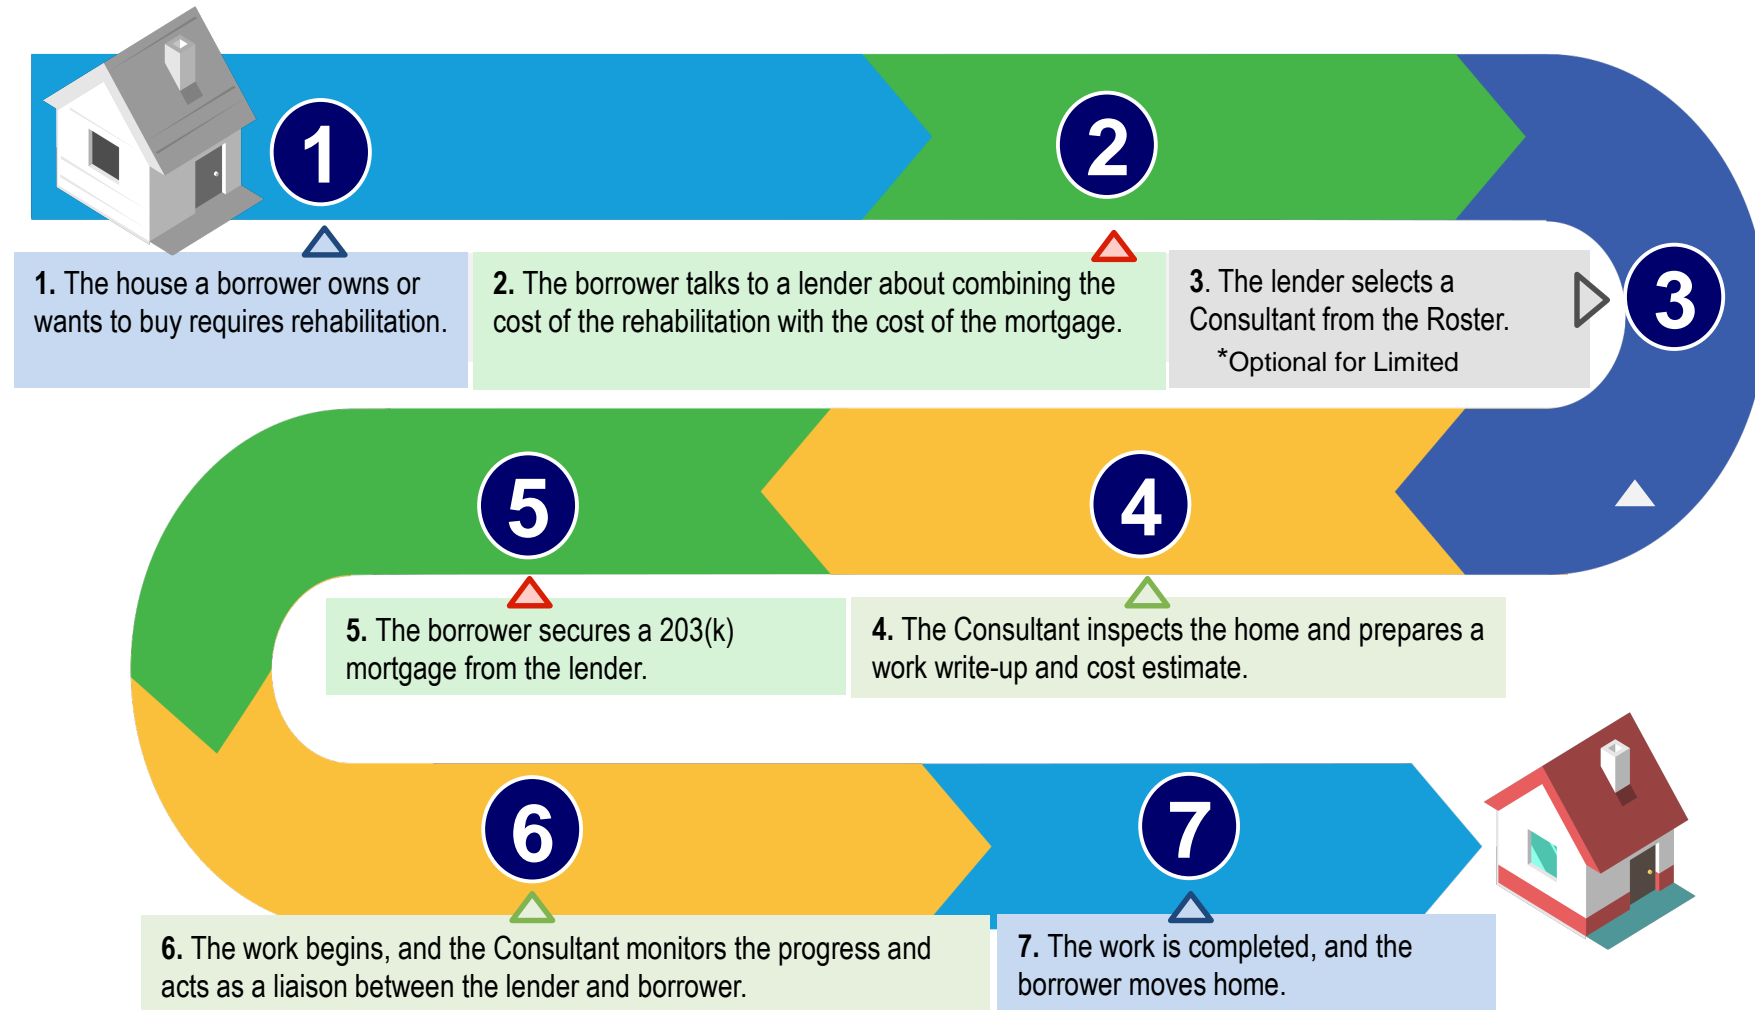 1
2
1. The house a borrower owns or
wants to buy requires rehabilitation.
2. The borrower talks to a lender about combining the
cost of the rehabilitation with the cost of the mortgage.
3. The lender selects a
Consultant from the Roster.
*Optional for Limited
3
4
4. The Consultant inspects the home and prepares a
work write-up and cost estimate.
5
5. The borrower secures a 203(k)
mortgage from the lender.
6
6. The work begins, and the Consultant monitors the progress and
acts as a liaison between the lender and borrower.
7
7. The work is completed, and the
borrower moves home.